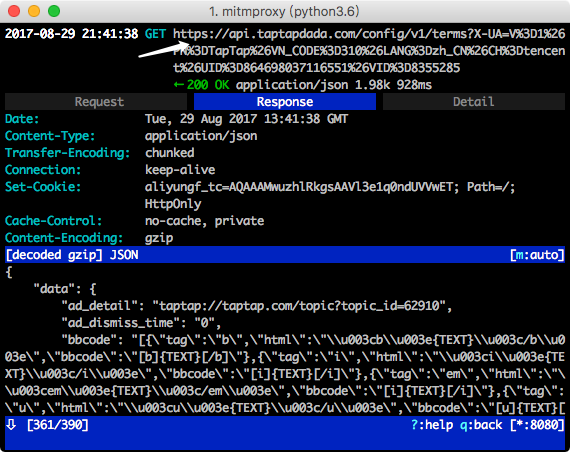 1. mitmproxy (python3.6)
2017-08-29 21:41:38 GET https://api.taptapdada.com/config/v1/terms?X-UA=V%3D1%26
PN%3DTapTap%26VN_CODE%3D310%26LANG%3Dzh_CN%26CH%3Dtencen
t%26UID%3D864698037116551%26VID%3D8355285
← 200 OK application/json 1.98k 928ms
Request Response Detail
Date: Tue, 29 Aug 2017 13:41:38 GMT
Content-Type: application/json
Transfer-Encoding: chunked
Connection: keep-alive
Set-Cookie: aliyungf_tc=AQAAAMwuzhlRkgsAAVl3e1q0ndUVVwET; Path=/;
HttpOnly
Cache-Control: no-cache, private
Content-Encoding: gzip
[decoded gzip] JSON [m:auto]
{
"data": {
"ad_detail": "taptap://taptap.com/topic?topic_id=62910",
"ad_dismiss_time": "0",
"bbcode": "[{\"tag\":\"b\",\"html\":\"\\u003cb\\u003e{TEXT}\\u003c/b\\u00
03e\",\"bbcode\":\"[b]{TEXT}[/b]\"},{\"tag\":\"i\",\"html\":\"\\u003ci\\u003e{TE
XT}\\u003c/i\\u003e\",\"bbcode\":\"[i]{TEXT}[/i]\"},{\"tag\":\"em\",\"html\":\"\
\u003cem\\u003e{TEXT}\\u003c/em\\u003e\",\"bbcode\":\"[i]{TEXT}[/i]\"},{\"tag\":
\"u\",\"html\":\"\\u003cu\\u003e{TEXT}\\u003c/u\\u003e\",\"bbcode\":\"[u]{TEXT}[
⇩ [361/390] ?:help q:back [*:8080]